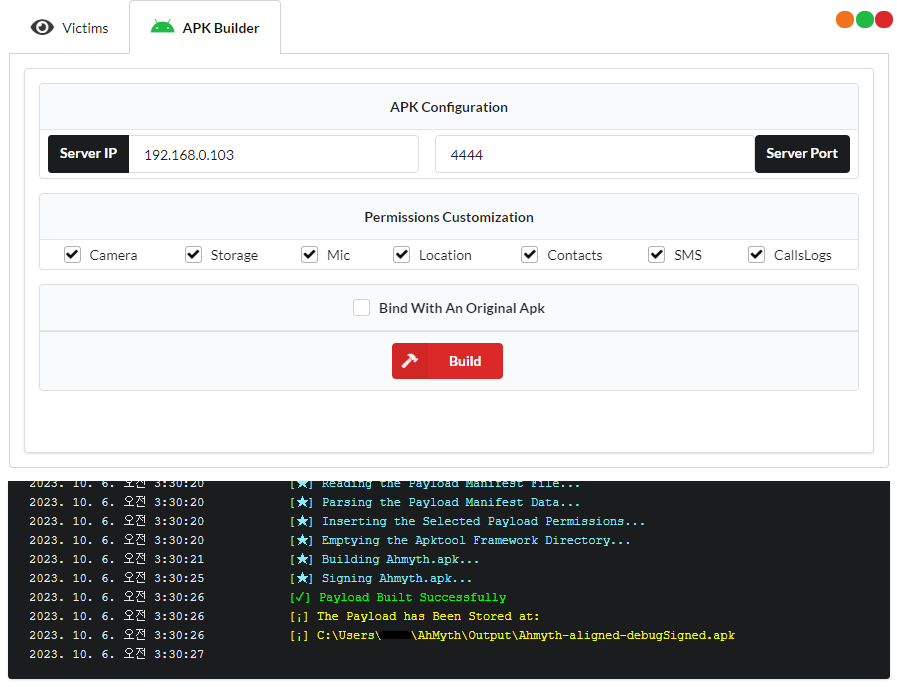 Victims
APK Builder
APK Configuration
Server IP 192.168.0.103 4444 Server Port
Permissions Customization
Camera Storage Mic Location Contacts SMS CallsLogs
Bind With An Original Apk
Build
2023. 10. 6. 오전 3:30:20 [★] Reading the Payload Manifest File...
2023. 10. 6. 오전 3:30:20 [★] Parsing the Payload Manifest Data...
2023. 10. 6. 오전 3:30:20 [★] Inserting the Selected Payload Permissions...
2023. 10. 6. 오전 3:30:20 [★] Emptying the Apktool Framework Directory...
2023. 10. 6. 오전 3:30:21 [★] Building Ahmyth.apk...
2023. 10. 6. 오전 3:30:25 [★] Signing Ahmyth.apk...
2023. 10. 6. 오전 3:30:26 [✓] Payload Built Successfully
2023. 10. 6. 오전 3:30:26 [¡] The Payload has Been Stored at:
2023. 10. 6. 오전 3:30:26 [¡] C:\Users\ \AhMyth\Output\Ahmyth-aligned-debugSigned.apk
2023. 10. 6. 오전 3:30:27